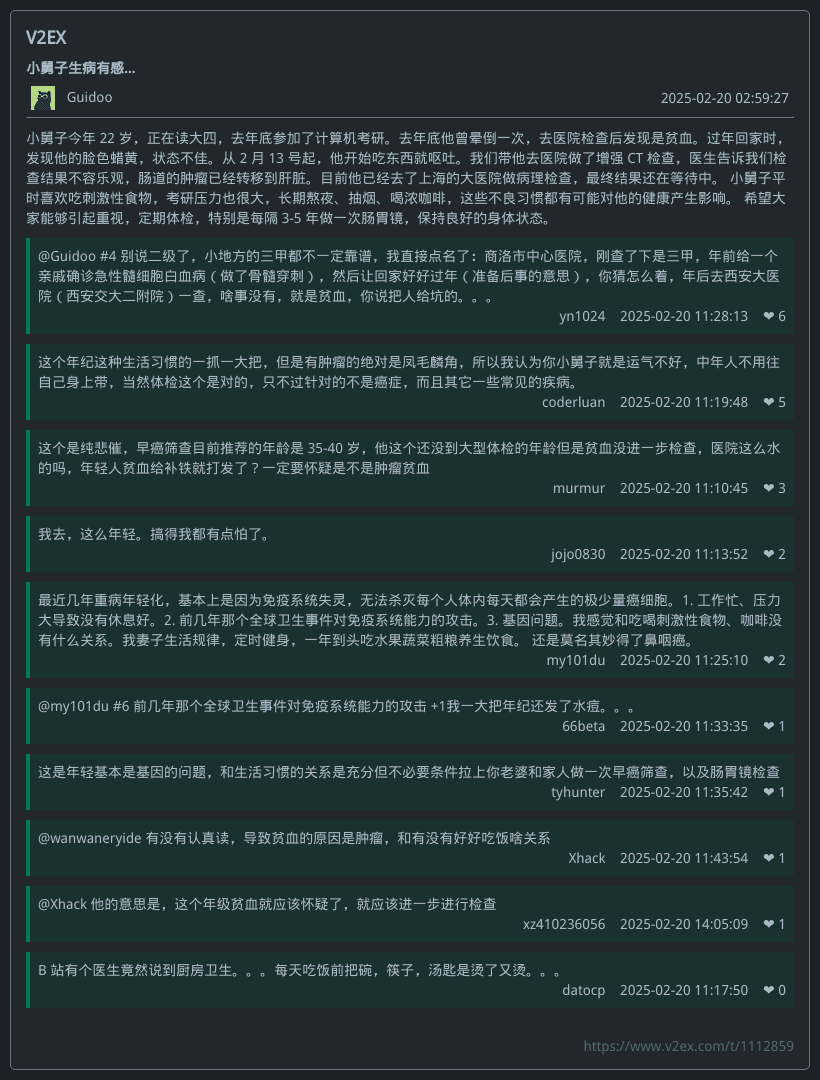 V2EX
小舅子生病有感...
Guidoo
2025-02-20 02:59:27
小舅子今年 22 岁，正在读大四，去年底参加了计算机考研。去年底他曾晕倒一次，去医院检查后发现是贫血。过年回家时，
发现他的脸色蜡黄，状态不佳。从 2 月 13 号起，他开始吃东西就呕吐。我们带他去医院做了增强 CT 检查，医生告诉我们检
查结果不容乐观，肠道的肿瘤已经转移到肝脏。目前他已经去了上海的大医院做病理检查，最终结果还在等待中。 小舅子平
时喜欢吃刺激性食物，考研压力也很大，长期熬夜、抽烟、喝浓咖啡，这些不良习惯都有可能对他的健康产生影响。 希望大
家能够引起重视，定期体检，特别是每隔 3-5 年做一次肠胃镜，保持良好的身体状态。
@Guidoo #4 别说二级了，小地方的三甲都不一定靠谱，我直接点名了：商洛市中心医院，刚查了下是三甲，年前给一个
亲戚确诊急性髓细胞白血病（做了骨髓穿刺），然后让回家好好过年（准备后事的意思），你猜怎么着，年后去西安大医
院（西安交大二附院）一查，啥事没有，就是贫血，你说把人给坑的。。。
yn1024 2025-02-20 11:28:13 ❤ 6
这个年纪这种生活习惯的一抓一大把，但是有肿瘤的绝对是凤毛麟角，所以我认为你小舅子就是运气不好，中年人不用往
自己身上带，当然体检这个是对的，只不过针对的不是癌症，而且其它一些常见的疾病。
coderluan 2025-02-20 11:19:48 ❤ 5
这个是纯悲催，早癌筛查目前推荐的年龄是 35-40 岁，他这个还没到大型体检的年龄但是贫血没进一步检查，医院这么水
的吗，年轻人贫血给补铁就打发了？一定要怀疑是不是肿瘤贫血
murmur 2025-02-20 11:10:45 ❤ 3
我去，这么年轻。搞得我都有点怕了。
jojo0830 2025-02-20 11:13:52 ❤ 2
最近几年重病年轻化，基本上是因为免疫系统失灵，无法杀灭每个人体内每天都会产生的极少量癌细胞。1. 工作忙、压力
大导致没有休息好。2. 前几年那个全球卫生事件对免疫系统能力的攻击。3. 基因问题。我感觉和吃喝刺激性食物、咖啡没
有什么关系。我妻子生活规律，定时健身，一年到头吃水果蔬菜粗粮养生饮食。 还是莫名其妙得了鼻咽癌。
my101du 2025-02-20 11:25:10 ❤ 2
@my101du #6 前几年那个全球卫生事件对免疫系统能力的攻击 +1我一大把年纪还发了水痘。。。
66beta 2025-02-20 11:33:35 ❤ 1
这是年轻基本是基因的问题，和生活习惯的关系是充分但不必要条件拉上你老婆和家人做一次早癌筛查，以及肠胃镜检查
tyhunter 2025-02-20 11:35:42 ❤ 1
@wanwaneryide 有没有认真读，导致贫血的原因是肿瘤，和有没有好好吃饭啥关系
Xhack 2025-02-20 11:43:54 ❤ 1
@Xhack 他的意思是，这个年级贫血就应该怀疑了，就应该进一步进行检查
xz410236056 2025-02-20 14:05:09 ❤ 1
B 站有个医生竟然说到厨房卫生。。。每天吃饭前把碗，筷子，汤匙是烫了又烫。。。
datocp 2025-02-20 11:17:50 ❤ 0
https://www.v2ex.com/t/1112859